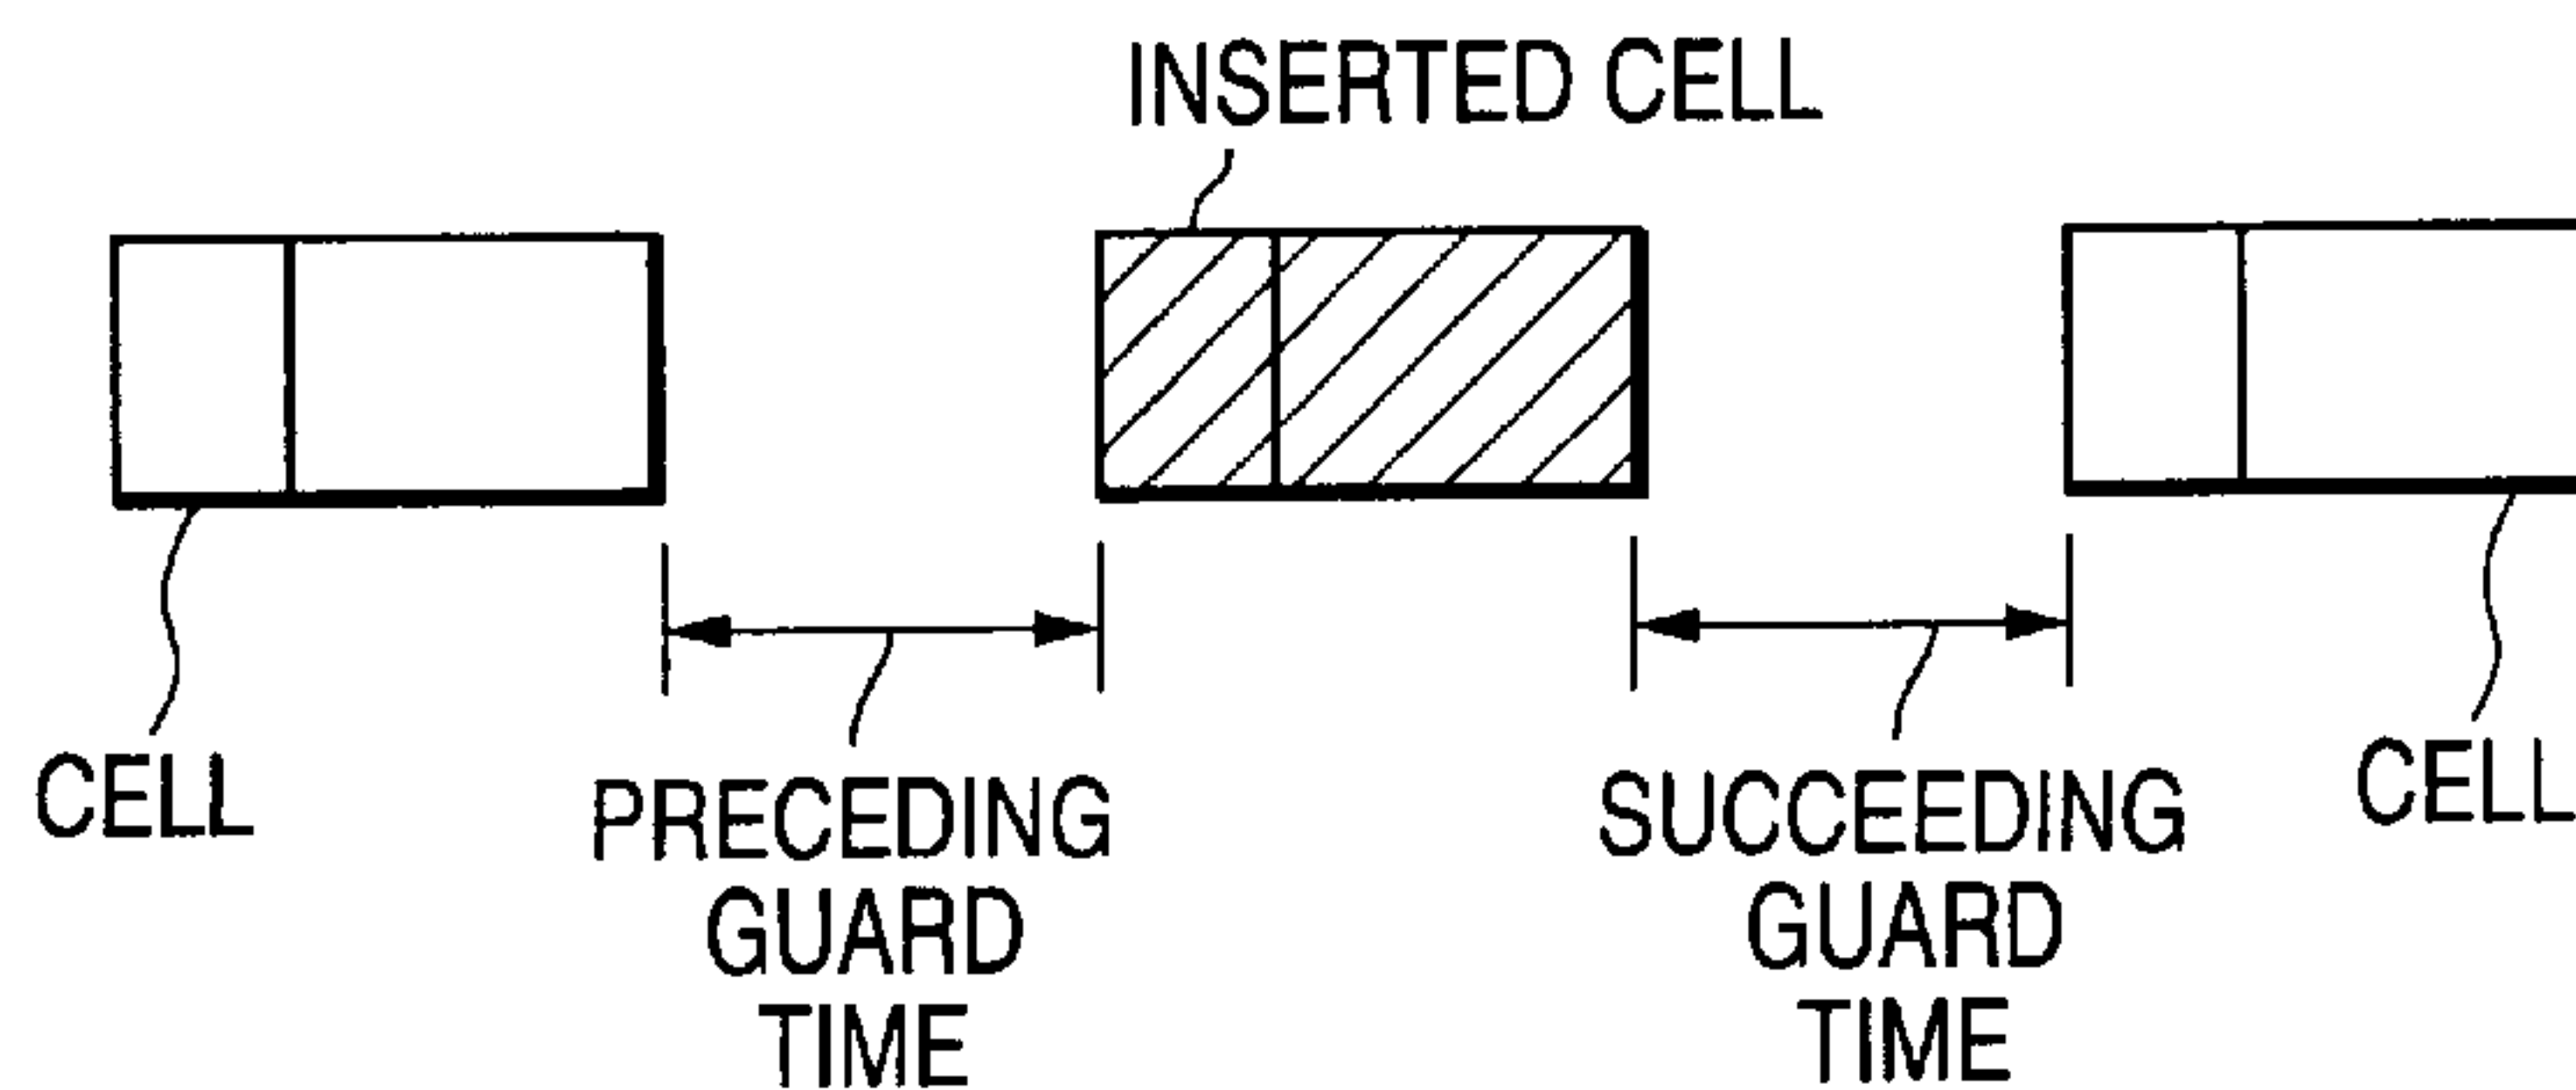 INSERTED CELL
CELL
PRECEDING
GUARD
TIME
SUCCEEDING
GUARD
TIME
CELL